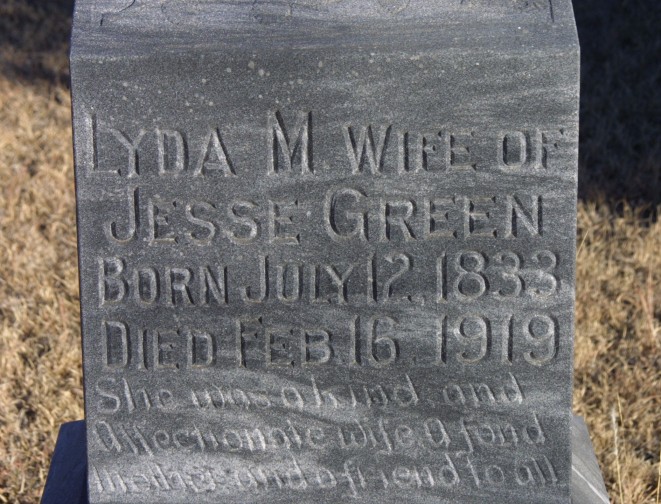 LYDA M. WIFE OF
JESSE GREEN
BORN JULY 12, 1833
DIED FEB. 16, 1919
She was a kind and
affectionate wife, a fond
mother and a friend to all